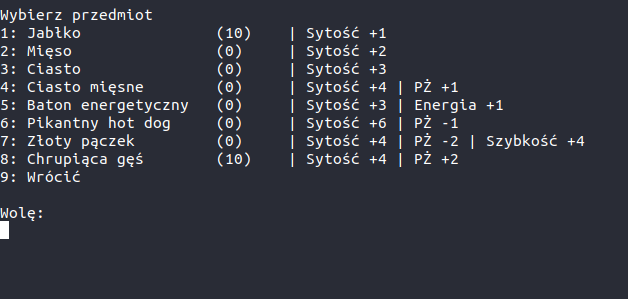 Wybierz przedmiot
1: Jabłko (10) | Sytość +1
2: Mięso (0) | Sytość +2
3: Ciasto (0) | Sytość +3
4: Ciasto mięsne (0) | Sytość +4 | PŻ +1
5: Baton energetyczny (0) | Sytość +3 | Energia +1
6: Pikantny hot dog (0) | Sytość +6 | PŻ -1
7: Złoty pączek (0) | Sytość +4 | PŻ -2 | Szybkość +4
8: Chrupiąca gęś (10) | Sytość +4 | PŻ +2
9: Wrócić
Wolę: